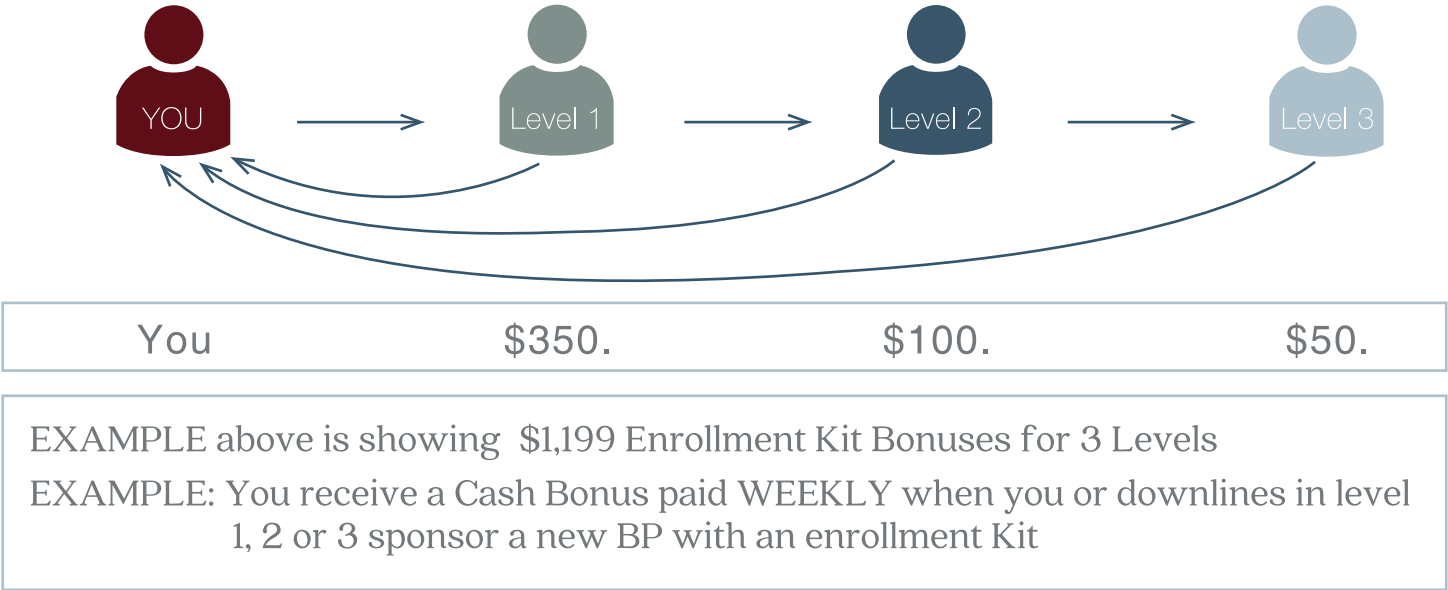 YOU Level 1 Level 2 Level 3
You $350. $100. $50.
EXAMPLE above is showing $1,199 Enrollment Kit Bonuses for 3 Levels
EXAMPLE: You receive a Cash Bonus paid WEEKLY when you or downlines in level
1, 2 or 3 sponsor a new BP with an enrollment Kit